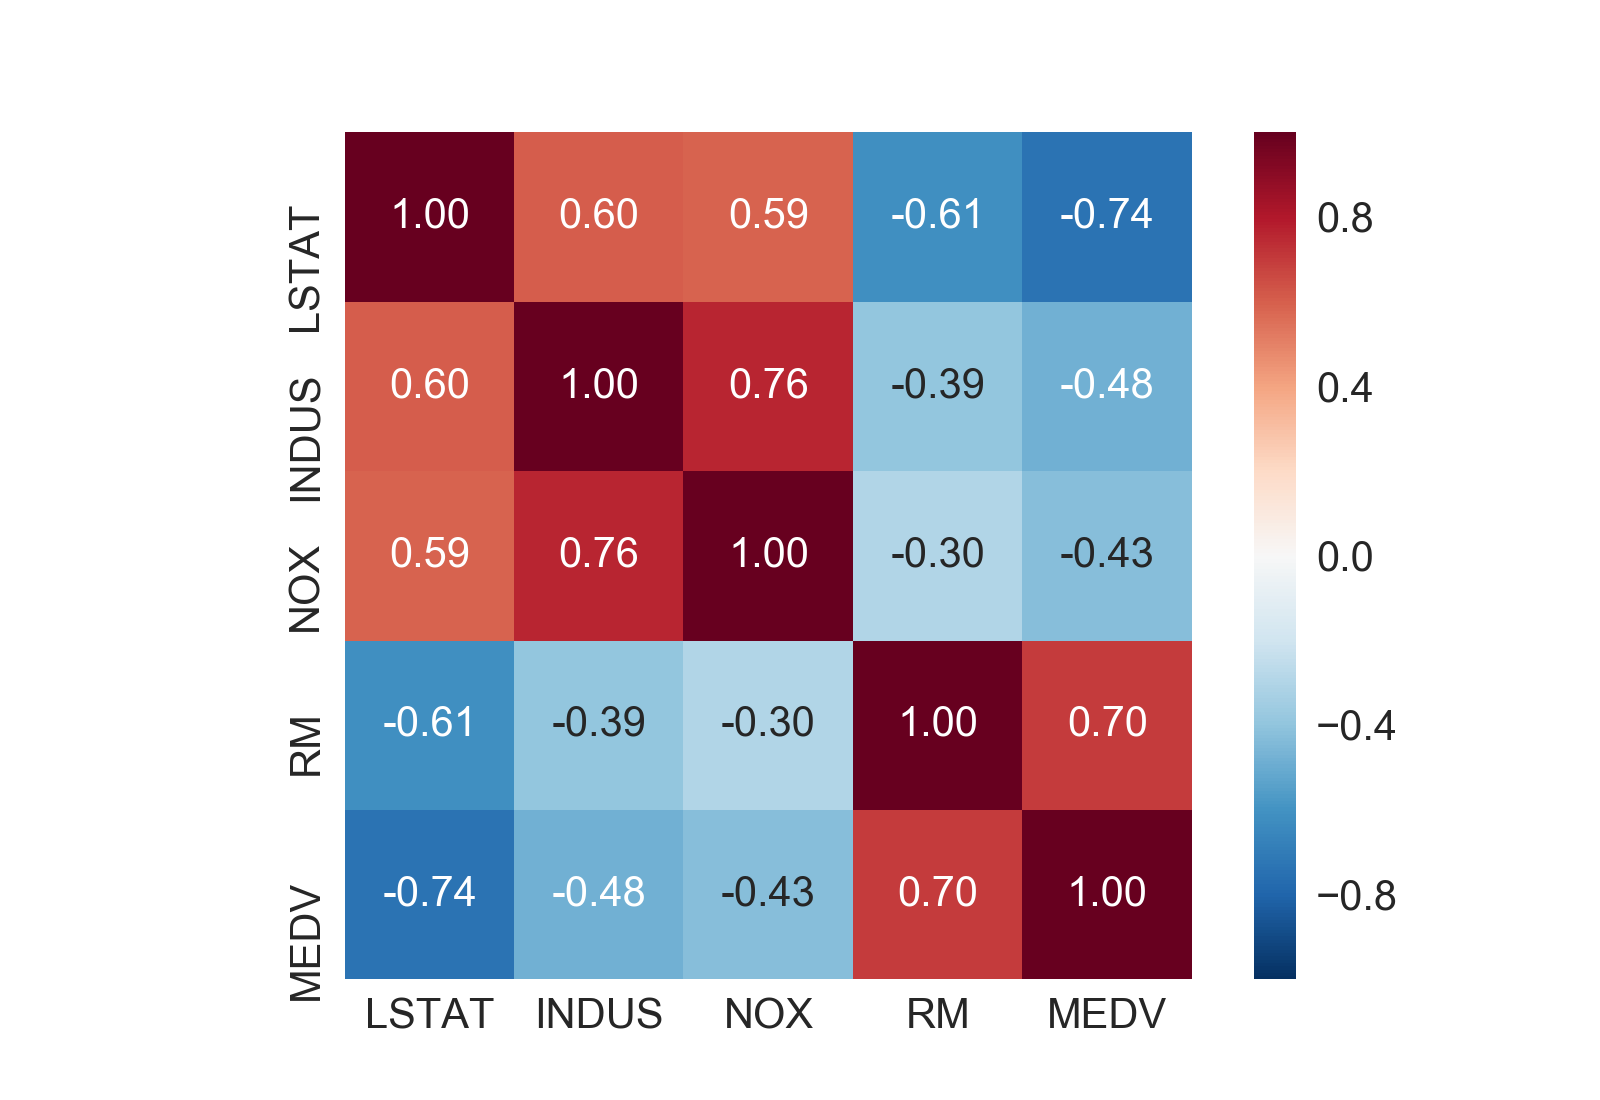 LSTAT 1.00 0.60 0.59 -0.61 -0.74
INDUS 0.60 1.00 0.76 -0.39 -0.48
NOX 0.59 0.76 1.00 -0.30 -0.43
RM -0.61 -0.39 -0.30 1.00 0.70
MEDV -0.74 -0.48 -0.43 0.70 1.00
LSTAT INDUS NOX RM MEDV
0.8
0.4
0.0
−0.4
−0.8